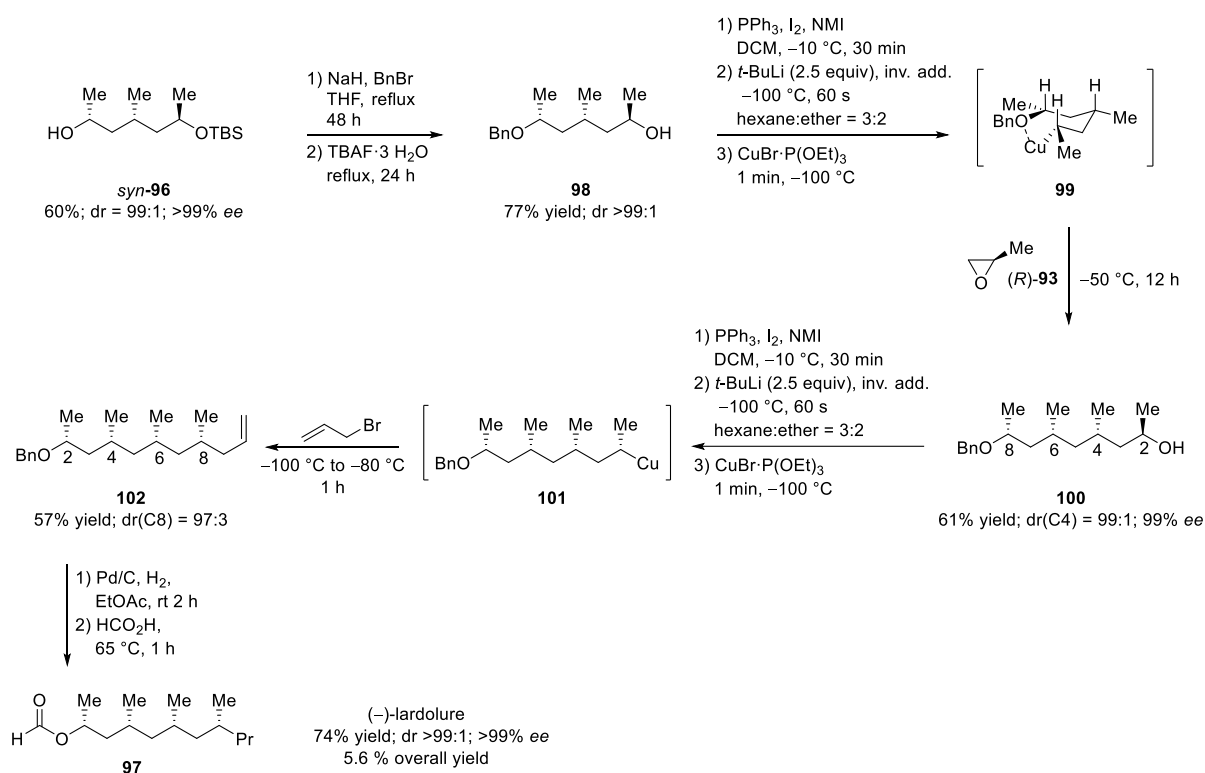 Me Me Me
HO
OTBS
syn-96
60%; dr = 99:1; >99% ee
1) NaH, BnBr
THF, reflux
48 h
2) TBAF·3 H2O
reflux, 24 h
Me Me Me
BnO
OH
98
77% yield; dr >99:1
1) PPh3, I2, NMI
DCM, −10 °C, 30 min
2) t-BuLi (2.5 equiv), inv. add.
−100 °C, 60 s
hexane:ether = 3:2
3) CuBr·P(OEt)3
1 min, −100 °C
H H
Me H
BnO Me
Cu
Me
99
O
Me
(R)-93
−50 °C, 12 h
Me Me Me Me
BnO 8 6 4 2 OH
100
61% yield; dr(C4) = 99:1; 99% ee
1) PPh3, I2, NMI
DCM, −10 °C, 30 min
2) t-BuLi (2.5 equiv), inv. add.
−100 °C, 60 s
hexane:ether = 3:2
3) CuBr·P(OEt)3
1 min, −100 °C
Me Me Me Me
BnO Cu
101
Br
−100 °C to −80 °C
1 h
Me Me Me Me
BnO 2 4 6 8
102
57% yield; dr(C8) = 97:3
1) Pd/C, H2,
EtOAc, rt 2 h
2) HCO2H,
65 °C, 1 h
O Me Me Me Me
H O Pr
97
(−)-lardolure
74% yield; dr >99:1; >99% ee
5.6 % overall yield